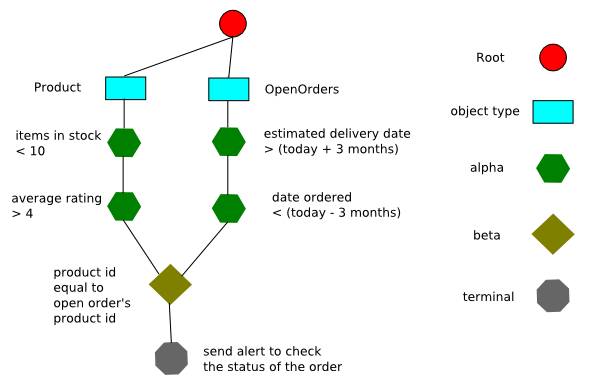 Root
Product
OpenOrders
object type
items in stock
< 10
estimated delivery date
> (today + 3 months)
alpha
average rating
> 4
date ordered
< (today - 3 months)
beta
product id
equal to
open order's
product id
terminal
send alert to check
the status of the order